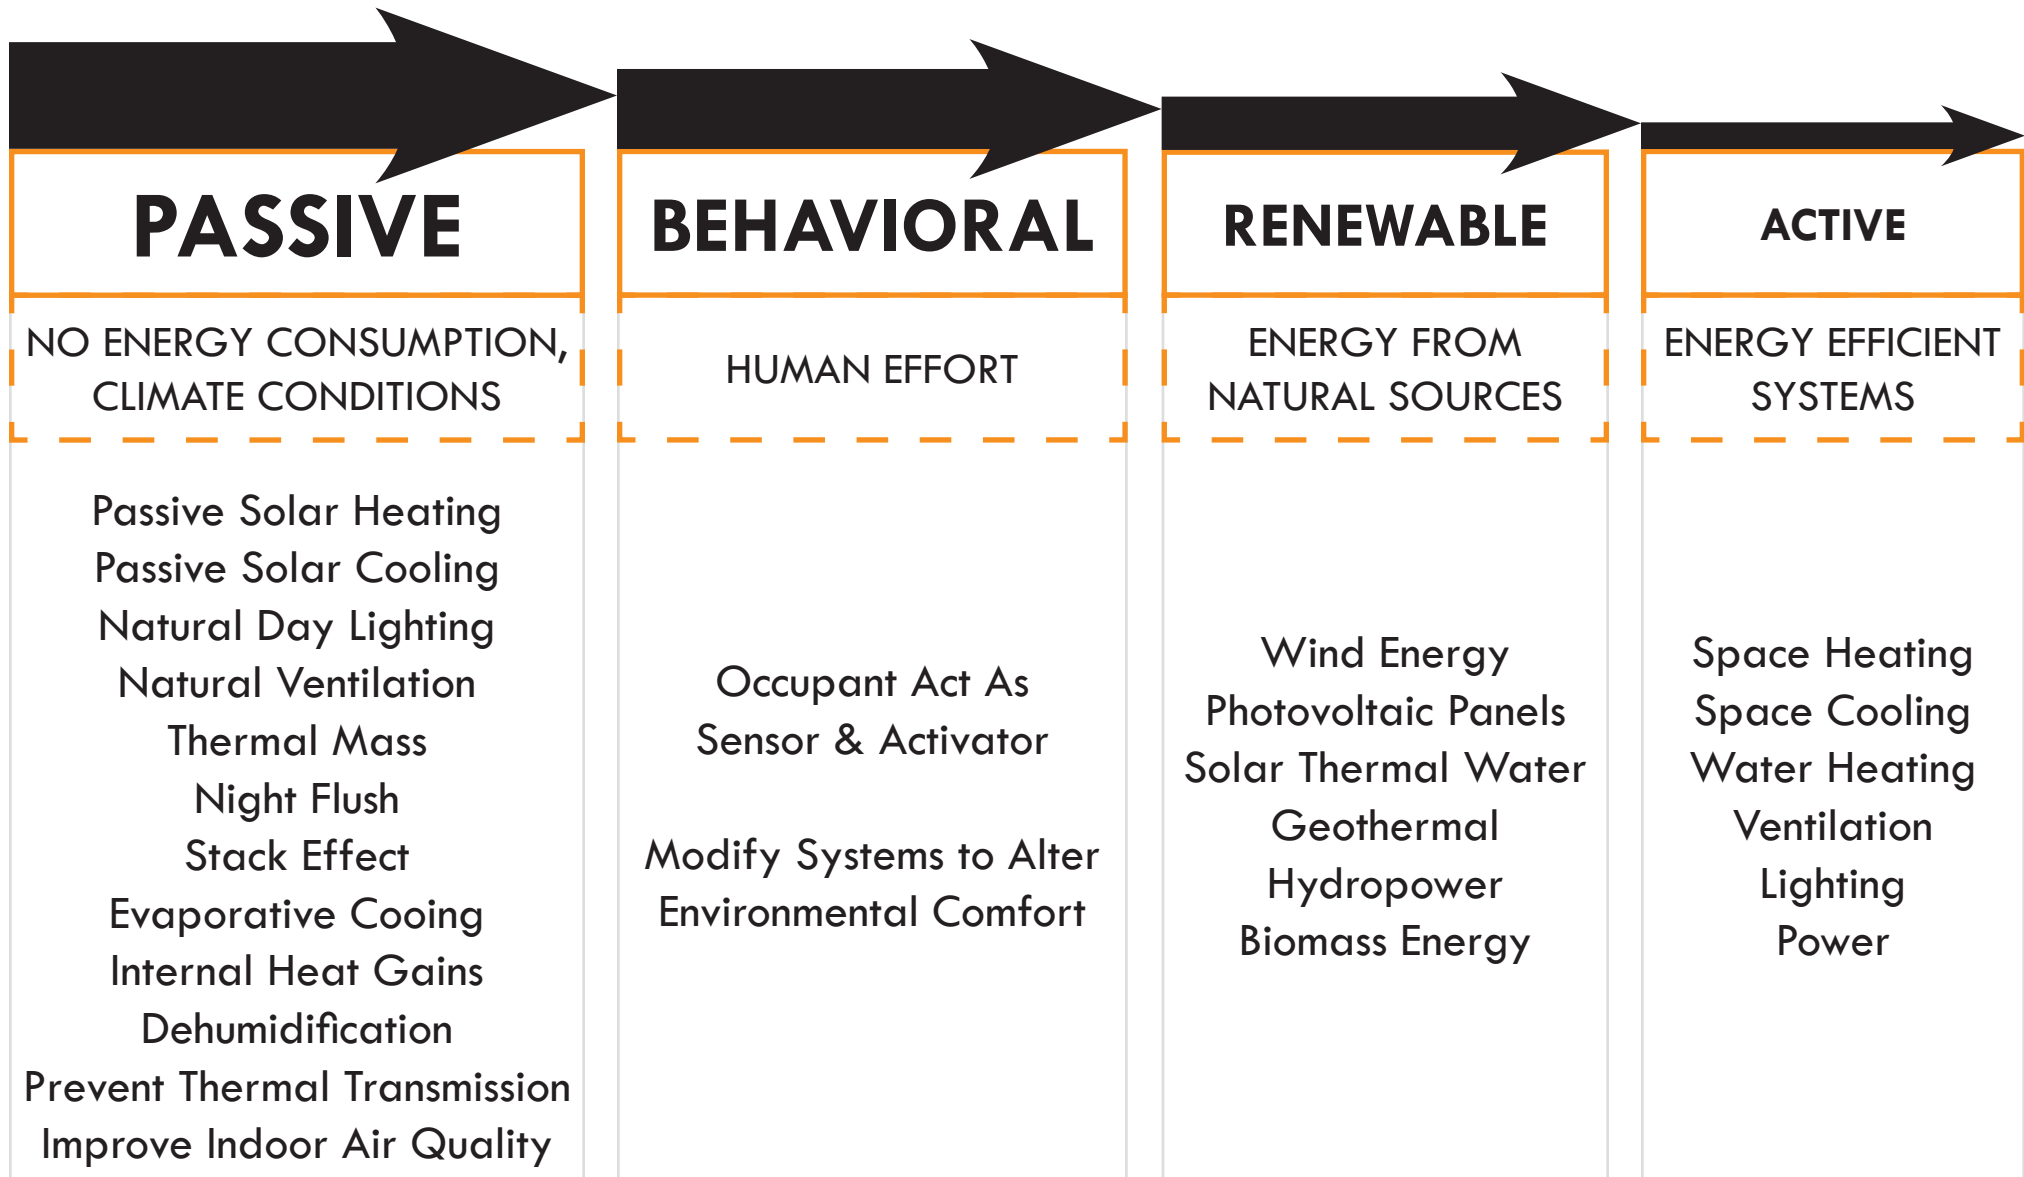 PASSIVE
NO ENERGY CONSUMPTION,
CLIMATE CONDITIONS
Passive Solar Heating
Passive Solar Cooling
Natural Day Lighting
Natural Ventilation
Thermal Mass
Night Flush
Stack Effect
Evaporative Cooing
Internal Heat Gains
Dehumidification
Prevent Thermal Transmission
Improve Indoor Air Quality
BEHAVIORAL
HUMAN EFFORT
Occupant Act As
Sensor & Activator
Modify Systems to Alter
Environmental Comfort
RENEWABLE
ENERGY FROM
NATURAL SOURCES
Wind Energy
Photovoltaic Panels
Solar Thermal Water
Geothermal
Hydropower
Biomass Energy
ACTIVE
ENERGY EFFICIENT
SYSTEMS
Space Heating
Space Cooling
Water Heating
Ventilation
Lighting
Power